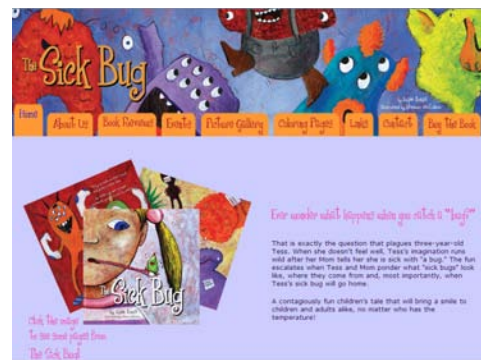 The Sick Bug
Home
About Us
Book Reviews
Events
Picture Gallery
Coloring Pages
Links
Contact
Buy The Book
Ever wonder what happens when you catch a "bug?"
That is exactly the question that plagues three-year-old
Tess. When she doesn't feel well, Tess's imagination runs
wild after her Mom tells her she is sick with "a bug." The fun
escalates when Tess and Mom ponder what "sick bugs" look
like, where they come from and, most importantly, when
Tess's sick bug will go home.
A contagiously fun children's tale that will bring a smile to
children and adults alike, no matter who has the
temperature!
The Sick Bug
Click the image
to see some pages from
The Sick Bug!